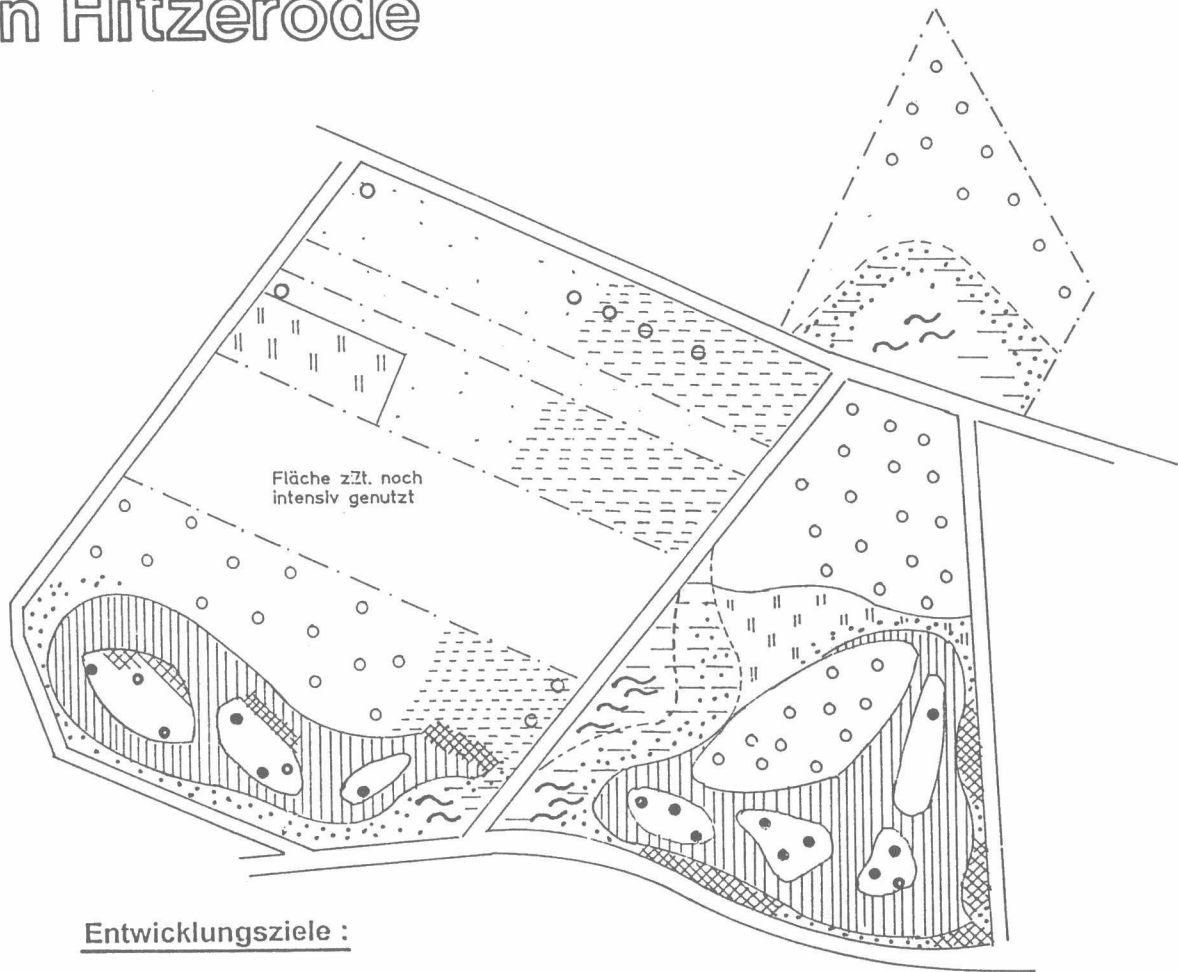 n Hitzerode
Fläche z.Zt. noch
intensiv genutzt
Entwicklungsziele :